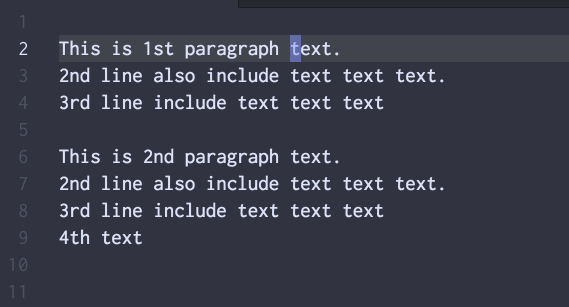 1
2 This is 1st paragraph text.
3 2nd line also include text text text.
4 3rd line include text text text
5
6 This is 2nd paragraph text.
7 2nd line also include text text text.
8 3rd line include text text text
9 4th text
10
11